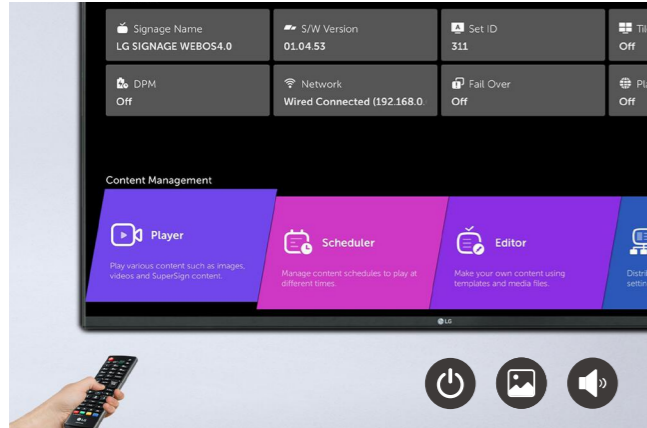 Signage Name
LG SIGNAGE WEBOS4.0
S/W Version
01.04.53
Set ID
311
Off
DPM
Off
Network
Wired Connected (192.168.0.
Fail Over
Off
Off
Content Management
Player
Play various content such as images,
videos and SuperSign content.
Scheduler
Manage content schedules to play at
different times.
Editor
Make your own content using
templates and media files.
LG
LG